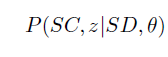 P(SC, z|SD, θ)